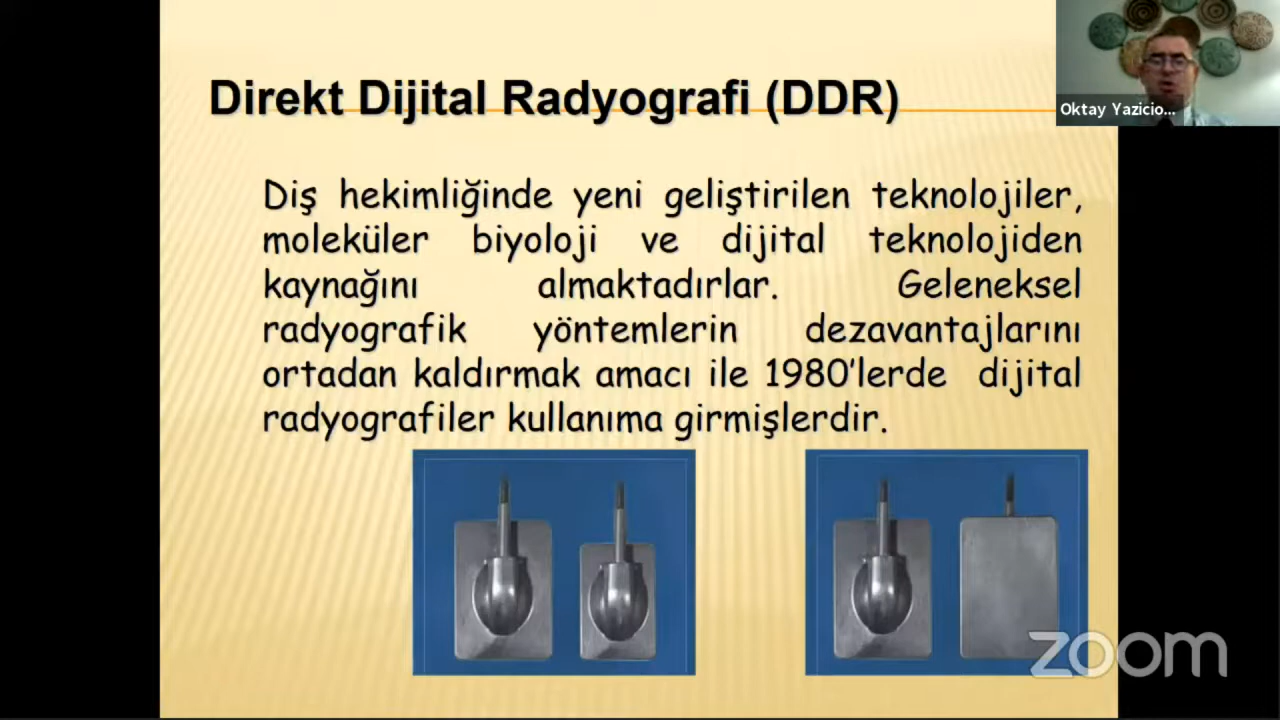 Direkt Dijital Radyografi (DDR)
Oktay Yazicio...
Diş hekimliğinde yeni geliştirilen teknolojiler,
moleküler biyoloji ve dijital teknolojiden
kaynağını almaktadırlar. Geleneksel
radyografik yöntemlerin dezavantajlarını
ortadan kaldırmak amacı ile 1980’lerde dijital
radyografiler kullanıma girmişlerdir.
zoom